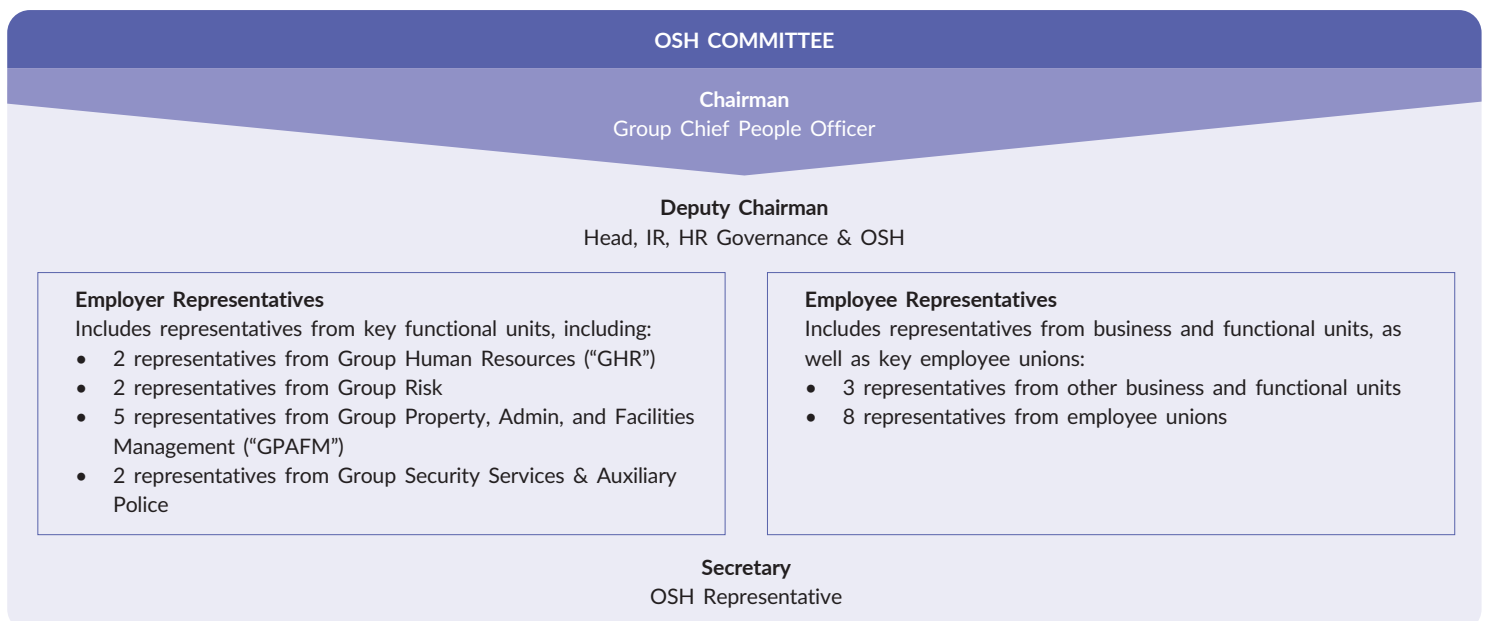 OSH COMMITTEE
Chairman
Group Chief People Officer
Deputy Chairman
Head, IR, HR Governance & OSH
Employer Representatives
Includes representatives from key functional units, including:
• 2 representatives from Group Human Resources (“GHR”)
• 2 representatives from Group Risk
• 5 representatives from Group Property, Admin, and Facilities
Management (“GPAFM”)
• 2 representatives from Group Security Services & Auxiliary
Police
Employee Representatives
Includes representatives from business and functional units, as
well as key employee unions:
• 3 representatives from other business and functional units
• 8 representatives from employee unions
Secretary
OSH Representative